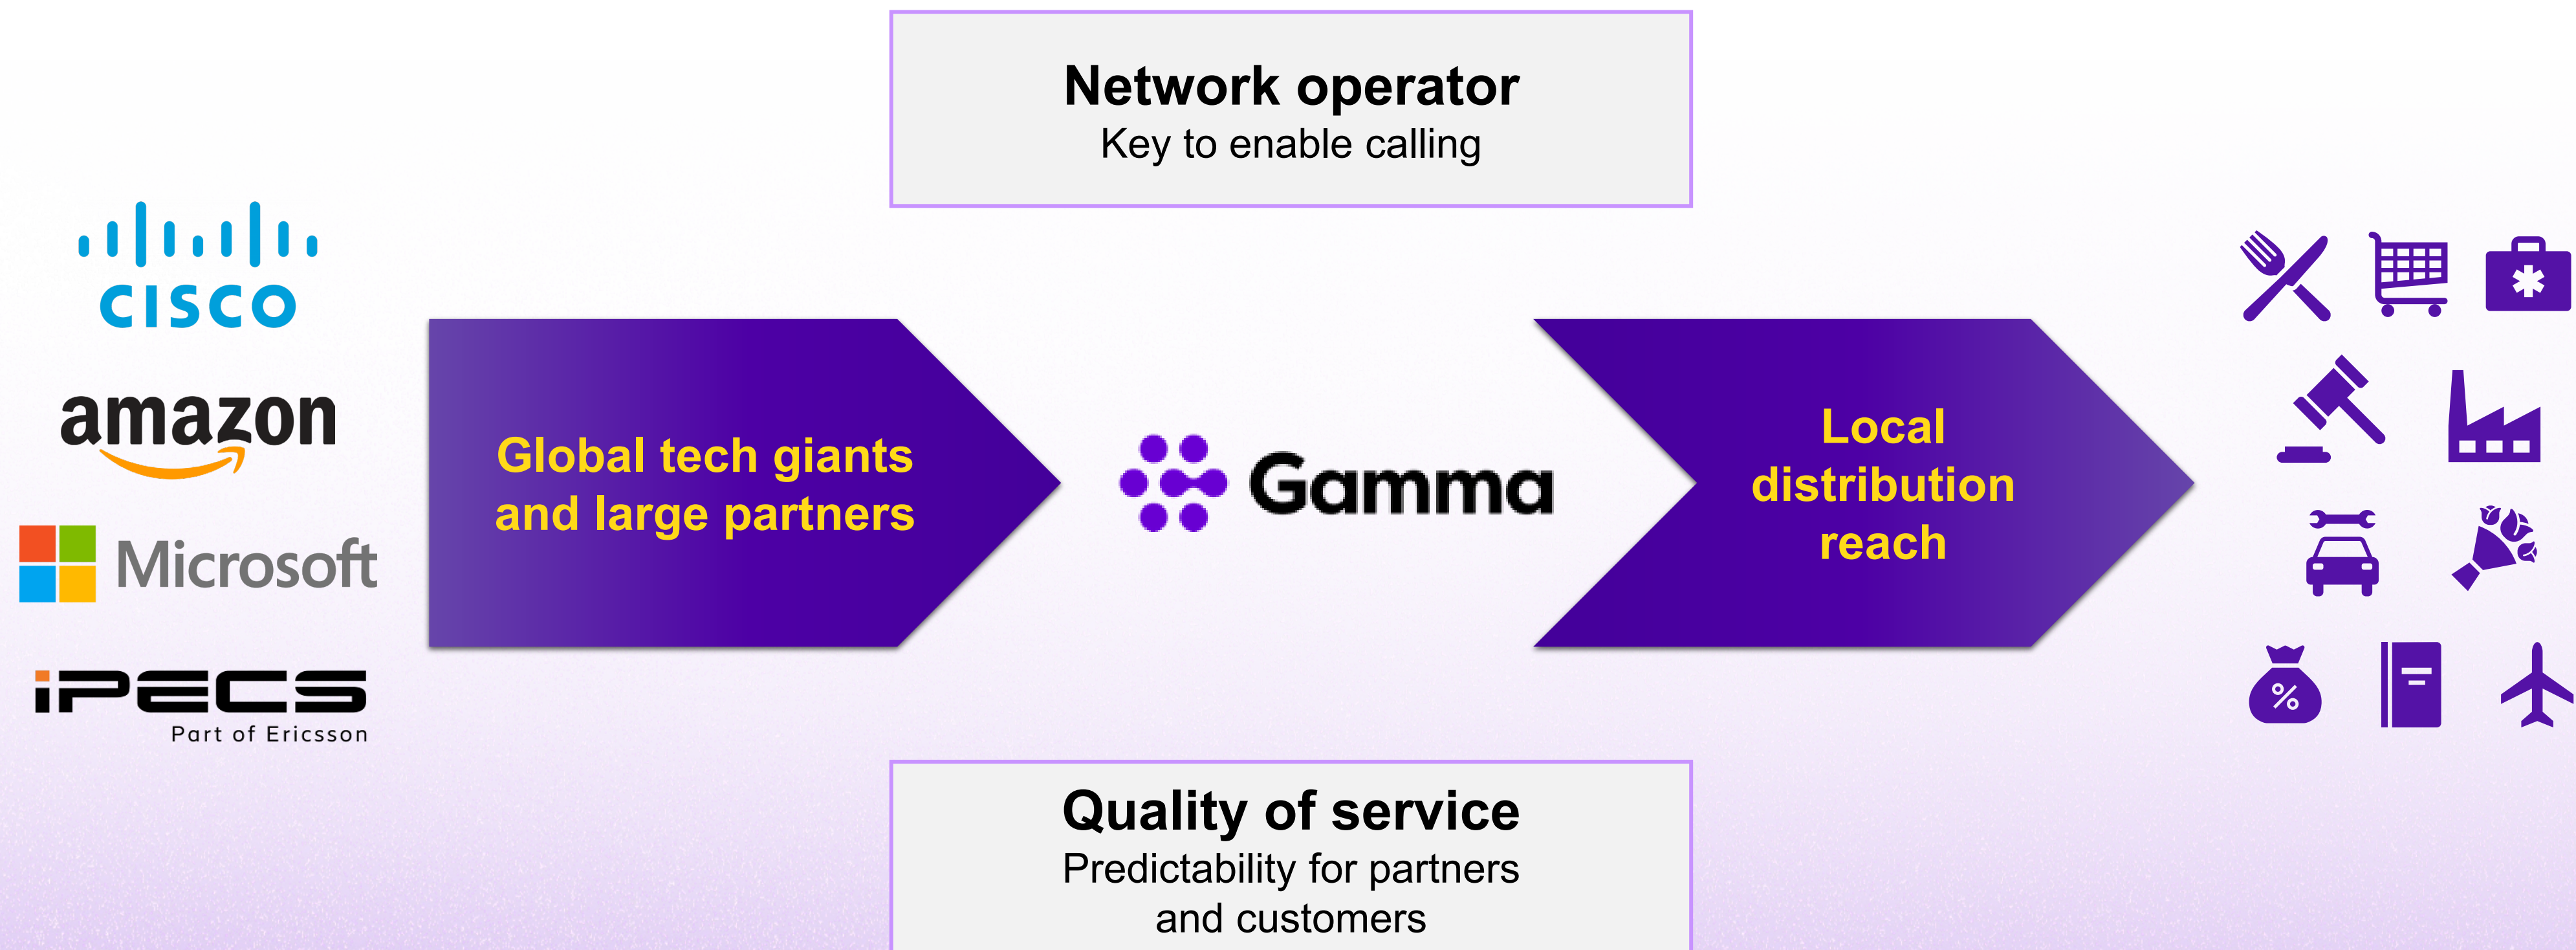 Network operator
Key to enable calling
CISCO
amazon
Microsoft
iPECS
Part of Ericsson
Global tech giants
and large partners
Gamma
Local
distribution
reach
%
Quality of service
Predictability for partners
and customers